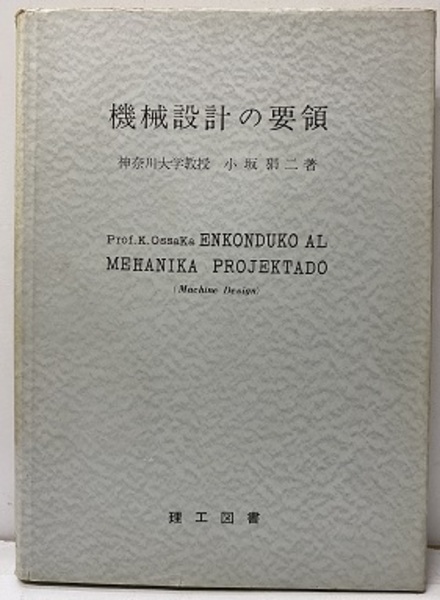 機械設計の要領
神奈川大学教授 小坂狷二著
Prof.K.OssaKa ENKONDUKO AL
MEHANIKA PROJEKTADO
(Machine Design)
理工図書